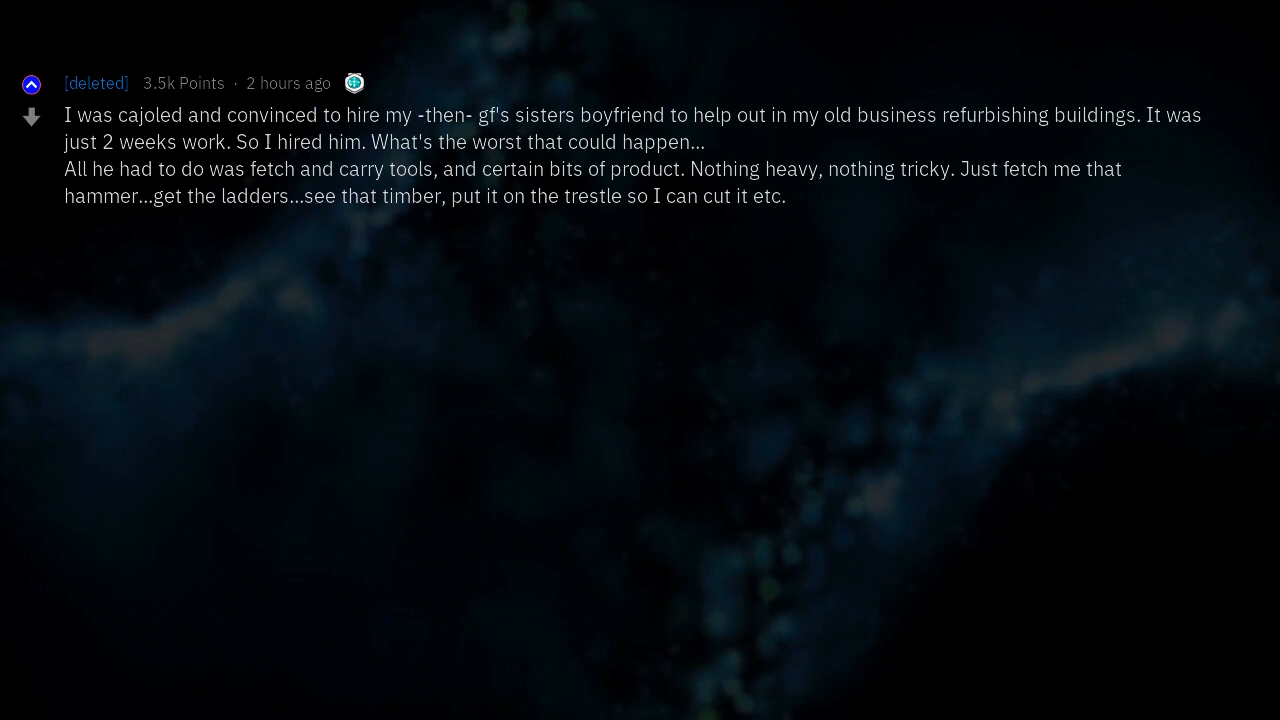 [deleted] 3.5k Points · 2 hours ago
I was cajoled and convinced to hire my -then- gf's sisters boyfriend to help out in my old business refurbishing buildings. It was
just 2 weeks work. So I hired him. What's the worst that could happen...
All he had to do was fetch and carry tools, and certain bits of product. Nothing heavy, nothing tricky. Just fetch me that
hammer...get the ladders...see that timber, put it on the trestle so I can cut it etc.